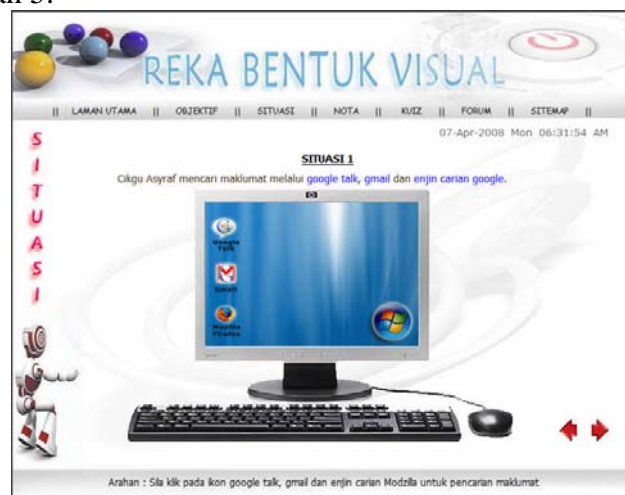 REKA BENTUK VISUAL
|| LAMAN UTAMA || OBJEKTIF || SITUASI || NOTA || KUIZ || FORUM || SITEMAP ||
07-Apr-2008 Mon 06:31:54 AM
SITUASI
SITUASI 1
Cikgu Asyraf mencari maklumat melalui google talk, gmail dan enjin carian google.
hp
Google
Talk
Gmail
Mozilla
Firefox
Arahan : Sila klik pada ikon google talk, gmail dan enjin carian Modzilla untuk pencarian maklumat